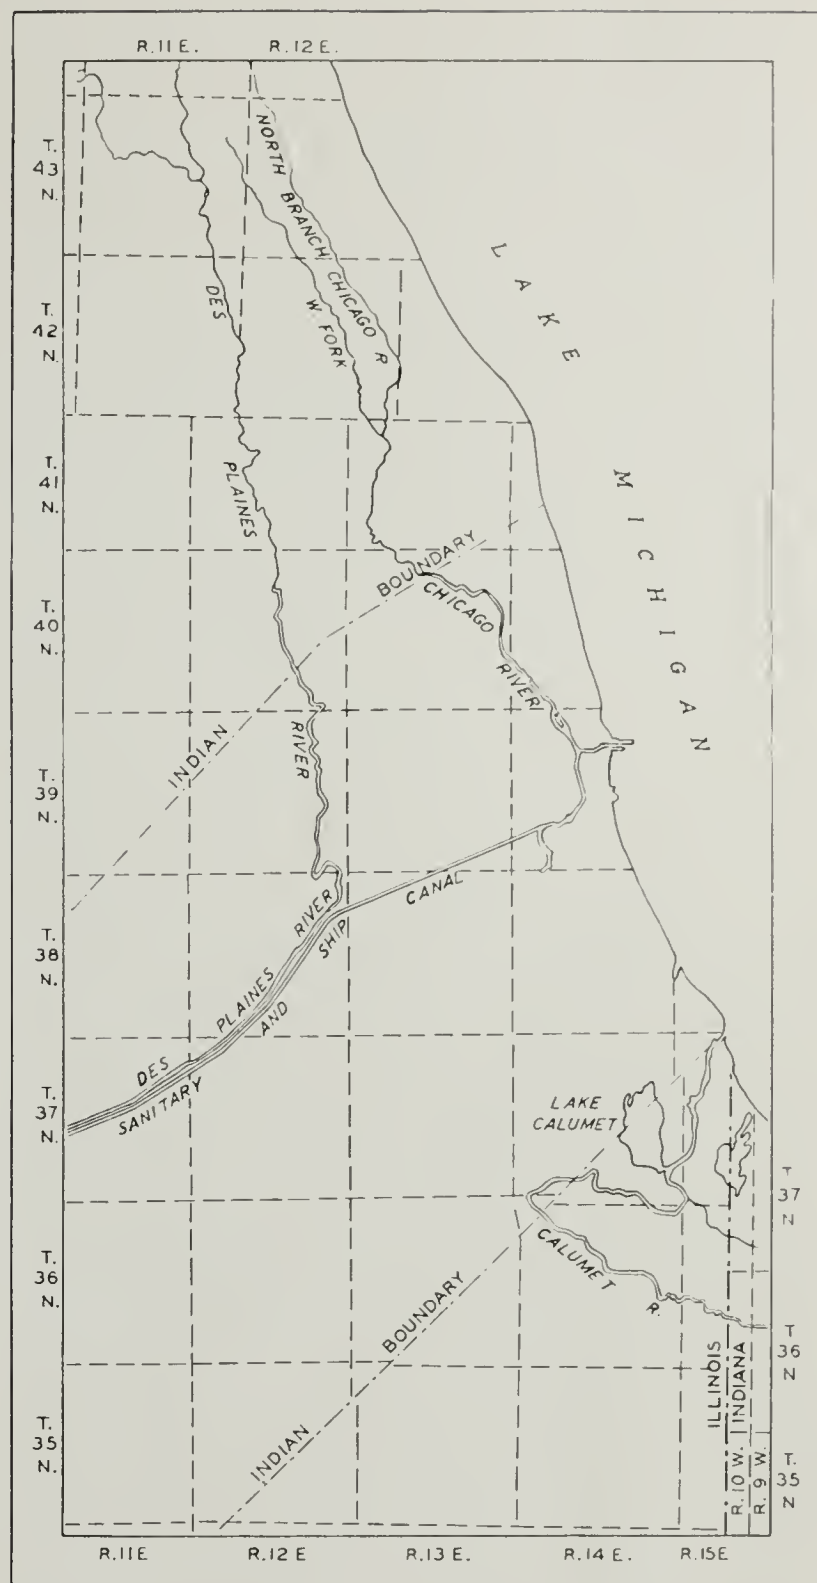 R. 11 E.
R. 12 E.
T.
43
N.
NORTH BRANCH CHICAGO R
LAKE
T.
42
N.
DES
W. FORK
T.
41
N.
PLAINES
MICHIGAN
BOUNDARY
T.
40
N.
CHICAGO
RIVER
INDIAN
RIVER
T.
39
N.
CANAL
RIVER
SHIP
T.
38
N.
PLAINES
AND
DES
SANITARY
T.
37
N.
LAKE
CALUMET
T
37
N
CALUMET
R.
T.
36
N.
BOUNDARY
ILLINOIS
INDIANA
T
36
N
T.
35
N.
INDIAN
R. 10 W.
R. 9 W.
T.
35
N
R. 11 E
R. 12 E
R. 13 E.
R. 14 E.
R. 15 E